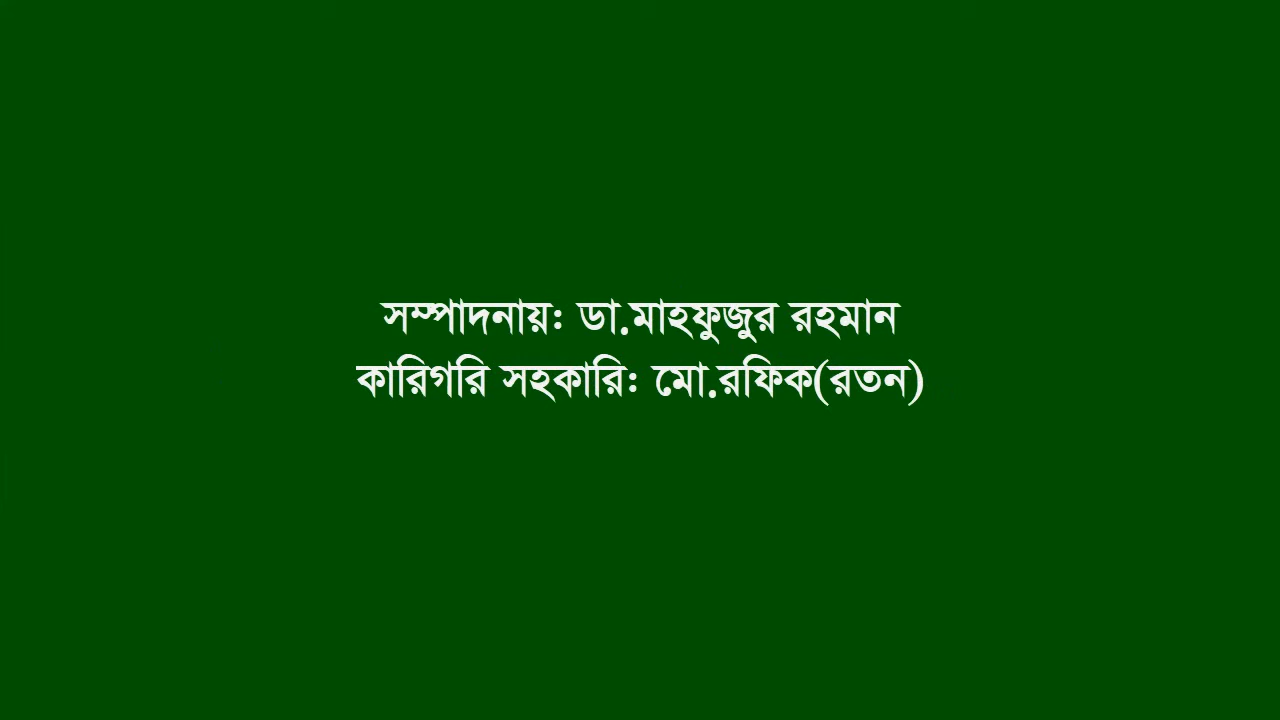 সম্পাদনায়: ডা.মাহফুজুর রহমান
কারিগরি সহকারি: মো.রফিক(রতন)